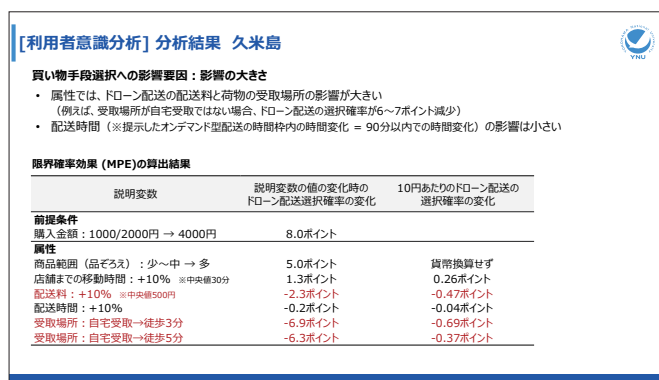 [利用者意識分析] 分析結果 久米島
YNU
買い物手段選択への影響要因：影響の大きさ
• 属性では、ドローン配送の配送料と荷物の受取場所の影響が大きい
（例えば、受取場所が自宅受取ではない場合、ドローン配送の選択確率が6～7ポイント減少）
• 配送時間（※提示したオンデマンド型配送の時間枠内の時間変化 = 90分以内での時間変化）の影響は小さい
限界確率効果 (MPE)の算出結果
説明変数 説明変数の値の変化時の ドローン配送選択確率の変化 10円あたりのドローン配送の 選択確率の変化
前提条件
購入金額：1000/2000円 → 4000円 8.0ポイント
属性
商品範囲（品ぞろえ）：少～中 → 多 5.0ポイント 貨幣換算せず
店舗までの移動時間：+10% ※中央値30分 1.3ポイント 0.26ポイント
配送料：+10% ※中央値500円 -2.3ポイント -0.47ポイント
配送時間：+10% -0.2ポイント -0.04ポイント
受取場所：自宅受取→徒歩3分 -6.9ポイント -0.69ポイント
受取場所：自宅受取→徒歩5分 -6.3ポイント -0.37ポイント